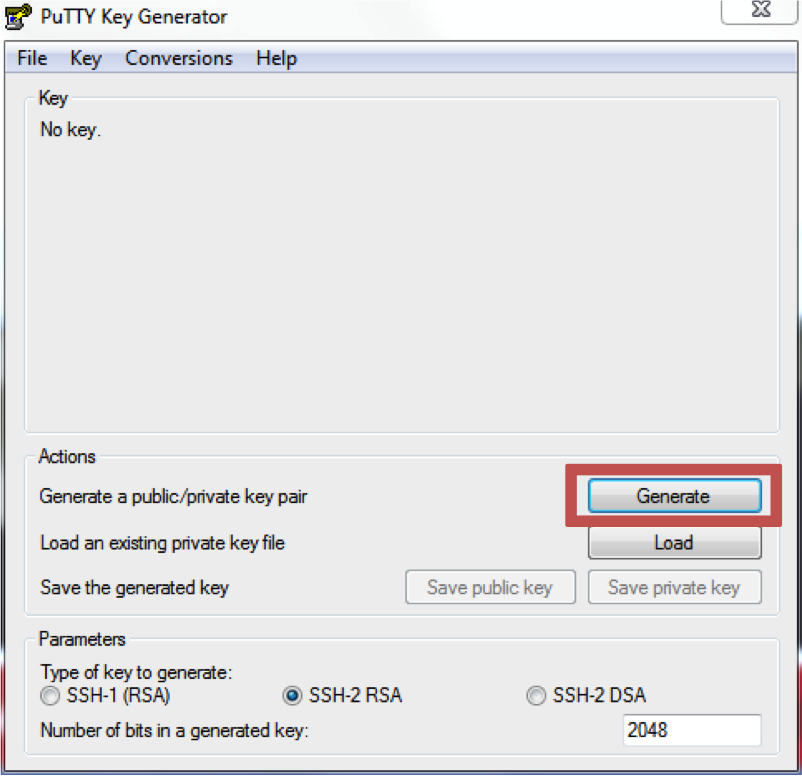 PuTTY Key Generator
File Key Conversions Help
Key
No key.
Actions
Generate a public/private key pair Generate
Load an existing private key file Load
Save the generated key Save public key Save private key
Parameters
Type of key to generate:
SSH-1 (RSA) SSH-2 RSA SSH-2 DSA
Number of bits in a generated key: 2048